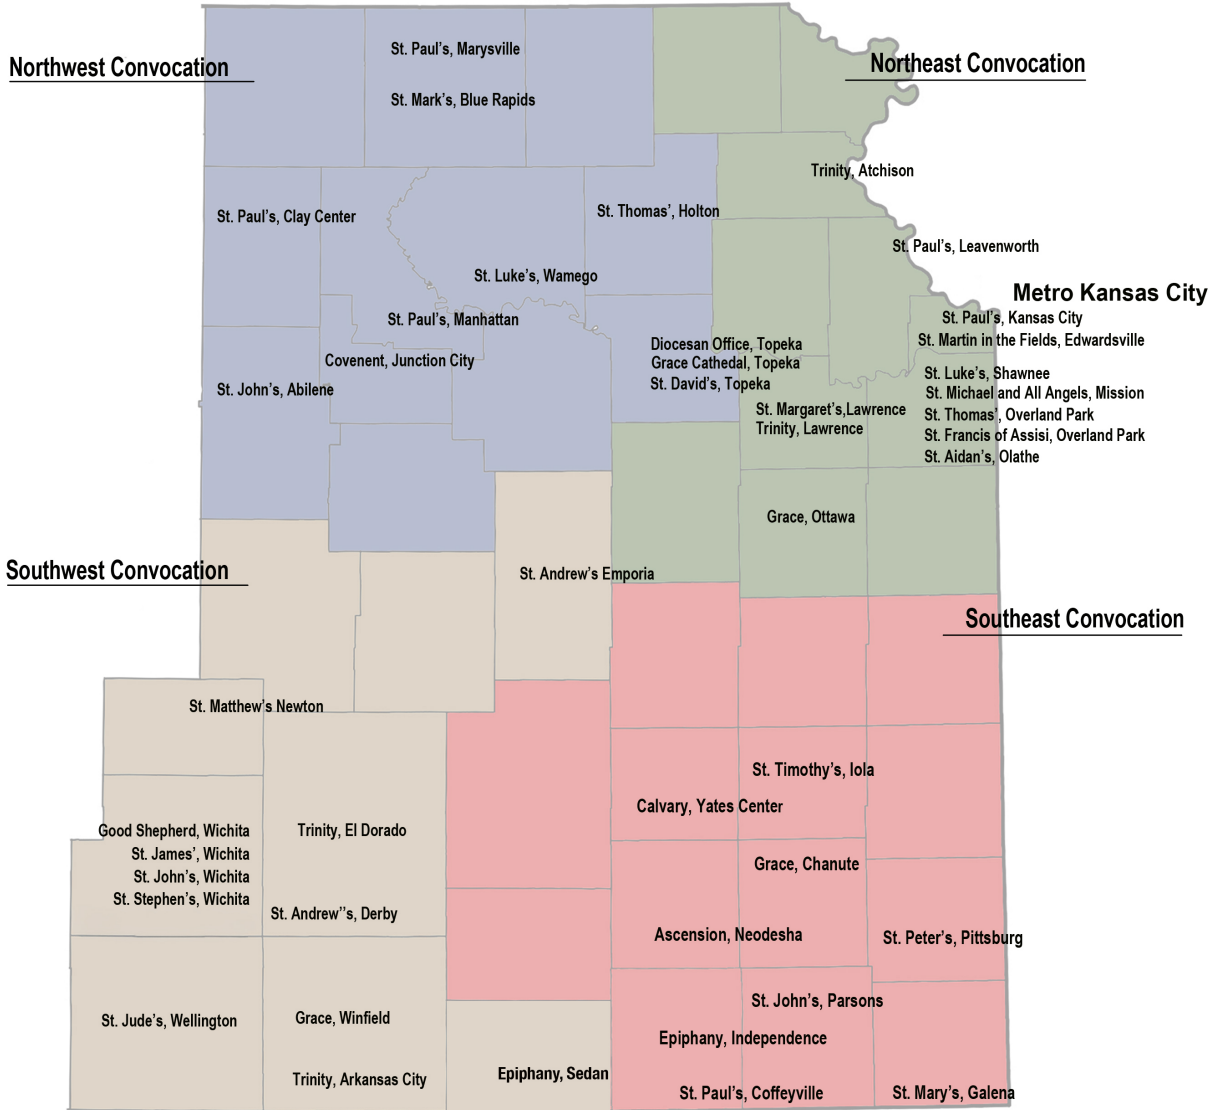 St. Paul's, Marysville
Northwest Convocation
Northeast Convocation
St. Mark's, Blue Rapids
Trinity, Atchison
St. Paul's, Clay Center
St. Thomas', Holton
St. Paul's, Leavenworth
St. Luke's, Wamego
Metro Kansas City
St. Paul's, Manhattan
St. Paul's, Kansas City
St. Martin in the Fields, Edwardsville
Diocesan Office, Topeka
Grace Cathedal, Topeka
St. David's, Topeka
Covenent, Junction City
St. John's, Abilene
St. Luke's, Shawnee
St. Michael and All Angels, Mission
St. Thomas', Overland Park
St. Francis of Assisi, Overland Park
St. Aidan's, Olathe
St. Margaret's,Lawrence
Trinity, Lawrence
Grace, Ottawa
Southwest Convocation
St. Andrew's Emporia
Southeast Convocation
St. Matthew's Newton
St. Timothy's, Iola
Calvary, Yates Center
Good Shepherd, Wichita
St. James', Wichita
St. John's, Wichita
St. Stephen's, Wichita
Trinity, El Dorado
Grace, Chanute
St. Andrew''s, Derby
Ascension, Neodesha
St. Peter's, Pittsburg
St. John's, Parsons
St. Jude's, Wellington
Grace, Winfield
Epiphany, Independence
Trinity, Arkansas City
Epiphany, Sedan
St. Paul's, Coffeyville
St. Mary's, Galena